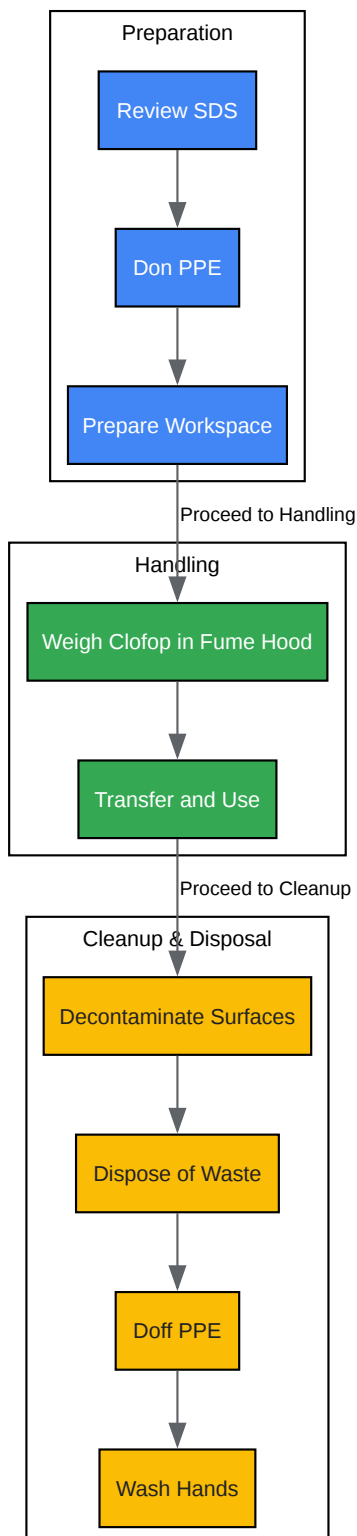 Preparation
Review SDS
Don PPE
Prepare Workspace
Proceed to Handling
Handling
Weigh Clofop in Fume Hood
Transfer and Use
Proceed to Cleanup
Cleanup & Disposal
Decontaminate Surfaces
Dispose of Waste
Doff PPE
Wash Hands